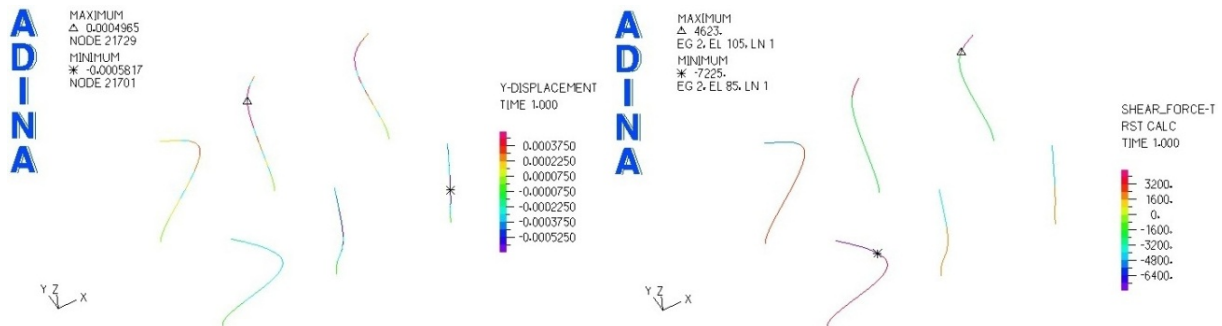 ADINA
MAXIMUM
△ 0.0004965
NODE 21729
MINIMUM
* -0.0005817
NODE 21701
Y-DISPLACEMENT
TIME 1.000
0.0003750
0.0002250
0.0000750
-0.0000750
-0.0002250
-0.0003750
-0.0005250
Y Z X
ADINA
MAXIMUM
△ 4623.
EG 2, EL 105, LN 1
MINIMUM
* -7225.
EG 2, EL 85, LN 1
SHEAR_FORCE-T
RST CALC
TIME 1.000
3200.
1600.
0.
-1600.
-3200.
-4800.
-6400.
Y Z X